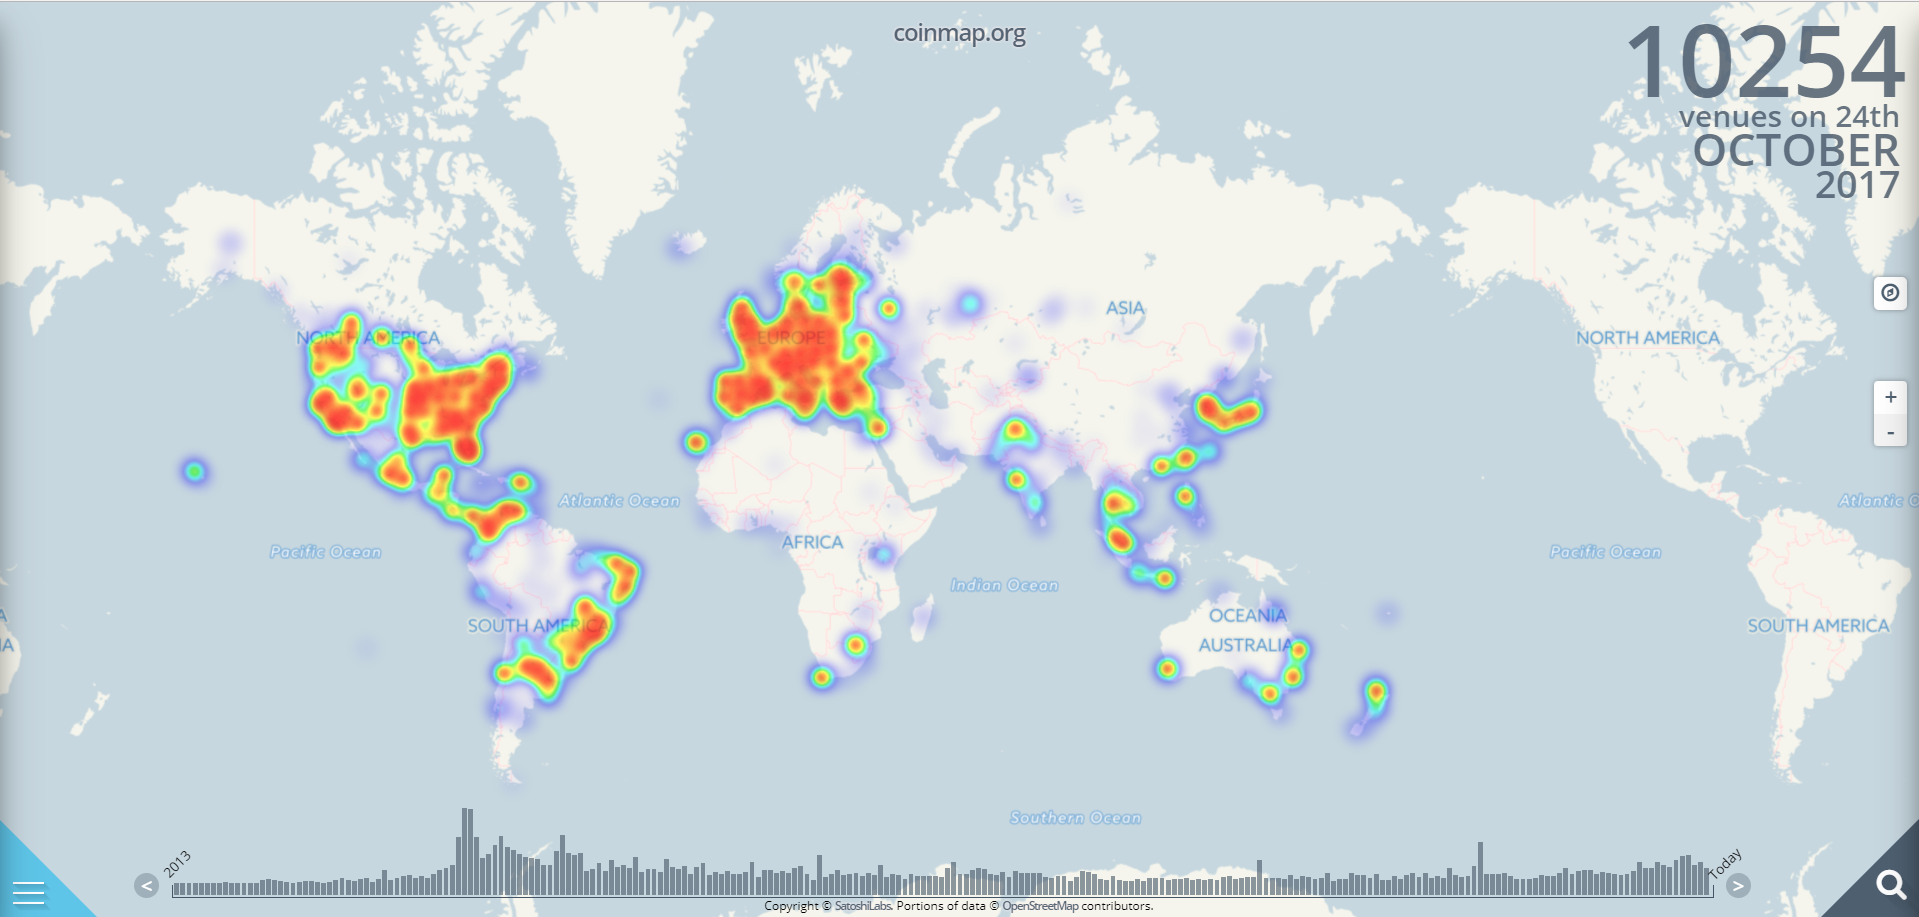 coinmap.org
10254
venues on 24th
OCTOBER
2017
NORTH AMERICA
EUROPE
ASIA
NORTH AMERICA
Atlantic Ocean
Atlantic O
AFRICA
Pacific Ocean
Pacific Ocean
Indian Ocean
OCEANIA
SOUTH AMERICA
SOUTH AMERICA
A
IA
AUSTRALIA
+
-
Southern Ocean
2013
Today
<
>
Copyright © SatoshiLabs. Portions of data © OpenStreetMap contributors.